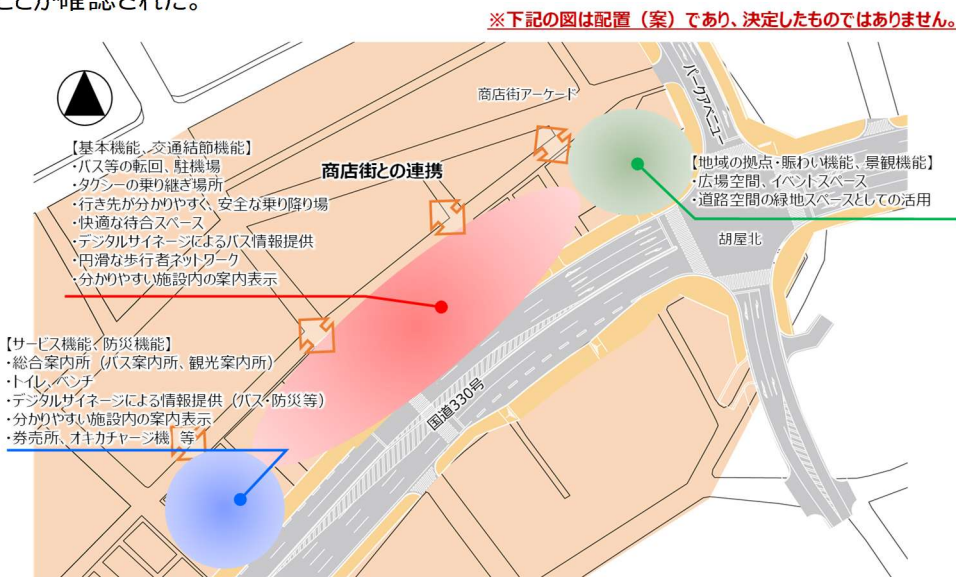 ことが確認された。
※下記の図は配置（案）であり、決定したものではありません。
パークアベニュー
商店街アーケード
【基本機能、交通結節機能】
・バス等の転回、駐機場
・タクシーの乗り継ぎ場所
・行き先が分かりやすく、安全な乗り降り場
・快適な待合スペース
・デジタルサイネージによるバス情報提供
・円滑な歩行者ネットワーク
・分かりやすい施設内の案内表示
商店街との連携
【地域の拠点・賑わい機能、景観機能】
・広場空間、イベントスペース
・道路空間の緑地スペースとしての活用
胡屋北
【サービス機能、防災機能】
・総合案内所（バス案内所、観光案内所）
・トイレ、ベンチ
・デジタルサイネージによる情報提供（バス・防災等）
・分かりやすい施設内の案内表示
・券売所、オキカチャージ機　等
国道330号